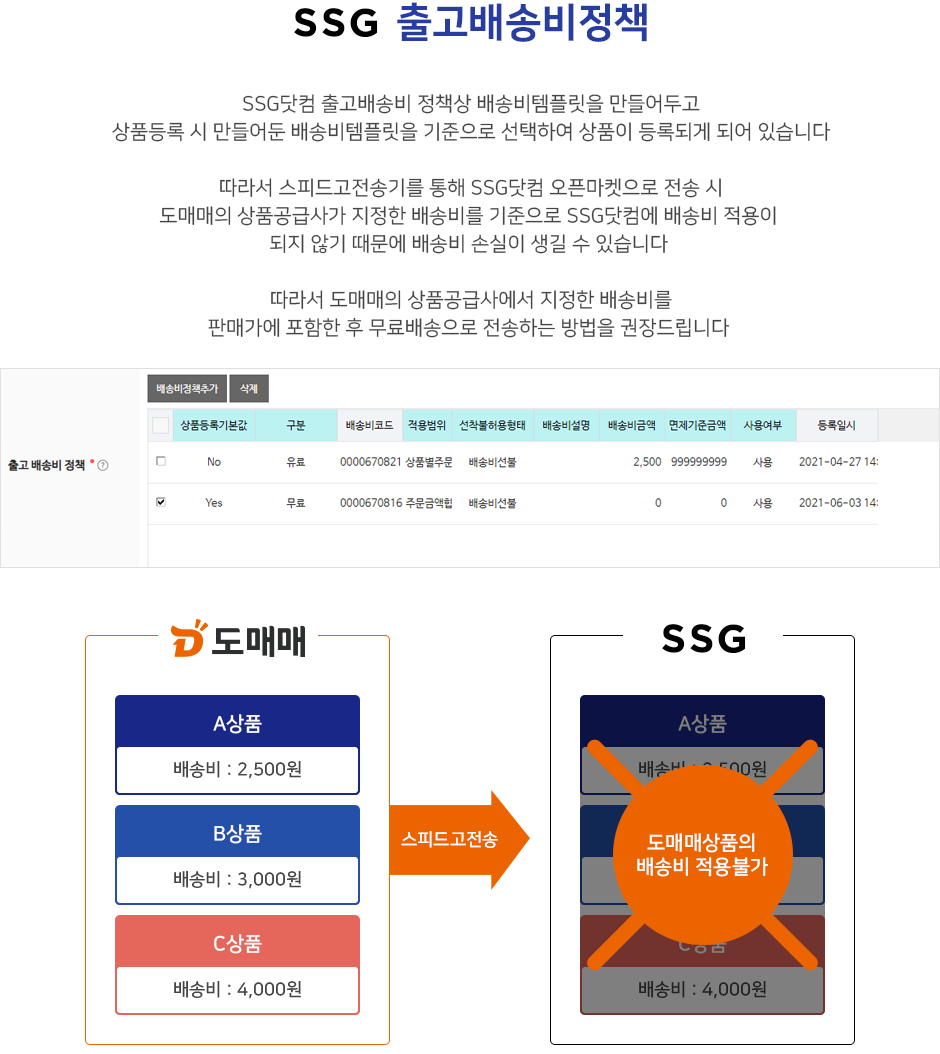 SSG 출고배송비정책
SSG닷컴 출고배송비 정책상 배송비템플릿을 만들어두고
상품등록 시 만들어둔 배송비템플릿을 기준으로 선택하여 상품이 등록되게 되어 있습니다
따라서 스피드고전송기를 통해 SSG닷컴 오픈마켓으로 전송 시
도매매의 상품공급사가 지정한 배송비를 기준으로 SSG닷컴에 배송비 적용이
되지 않기 때문에 배송비 손실이 생길 수 있습니다
따라서 도매매의 상품공급사에서 지정한 배송비를
판매가에 포함한 후 무료배송으로 전송하는 방법을 권장드립니다
배송비정책추가 삭제
상품등록기본값 구분 배송비코드 적용범위 선착불허용형태 배송비설명 배송비금액 면제기준금액 사용여부 등록일시
출고 배송비 정책 * ?
No 유료 0000670821 상품별주문 배송비선불 2,500 999999999 사용 2021-04-27 14:
Yes 무료 0000670816 주문금액합 배송비선불 0 0 사용 2021-06-03 14:
도매매
A상품
배송비 : 2,500원
B상품
배송비 : 3,000원
C상품
배송비 : 4,000원
스피드고전송
SSG
A상품
배송비 : 2,500원
도매매상품의
배송비 적용불가
C상품
배송비 : 4,000원